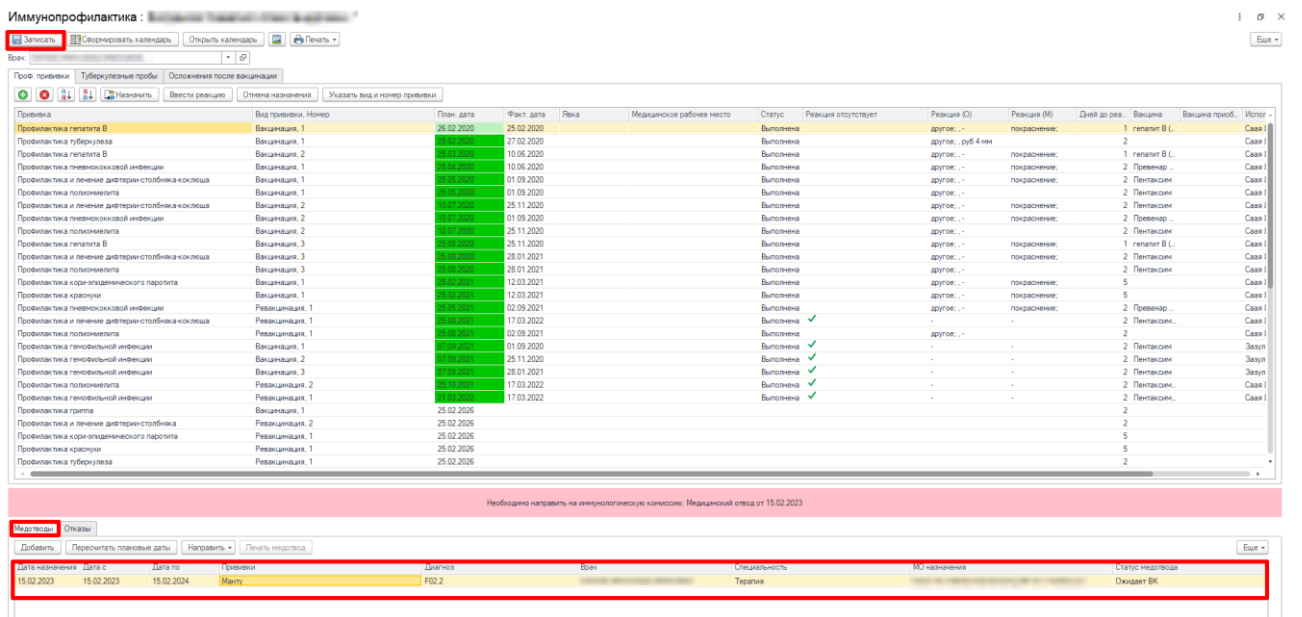 Иммунопрофилактика :
Записать Сформировать календарь Открыть календарь Печать Еще
Врач:
Проф. прививки Туберкулезные пробы Осложнения после вакцинации
Назначить Ввести реакцию Отмена назначения Указать вид и номер прививки
Прививка Вид прививки, Номер План. дата Факт. дата Явка Медицинское рабочее место Статус Реакция отсутствует Реакция (О) Реакция (М) Дней до реа... Вакцина Вакцина приоб... Испол
Профилактика гепатита В Вакцинация, 1 26.02.2020 25.02.2020 Выполнена другое; , - покраснение; 1 гепатит В (... Саая
Профилактика туберкулеза Вакцинация, 1 28.02.2020 27.02.2020 Выполнена другое; , руб 4 мм 2 Саая
Профилактика гепатита В Вакцинация, 2 25.03.2020 10.06.2020 Выполнена другое; , - покраснение; 1 гепатит В (... Саая
Профилактика пневмококковой инфекции Вакцинация, 1 25.04.2020 10.06.2020 Выполнена другое; , - покраснение; 2 Превенар ... Саая
Профилактика и лечение дифтерии-столбняка-коклюша Вакцинация, 1 25.05.2020 01.09.2020 Выполнена другое; , - покраснение; 2 Пентаксим Саая
Профилактика полиомиелита Вакцинация, 1 25.05.2020 01.09.2020 Выполнена другое; , - 2 Пентаксим Саая
Профилактика и лечение дифтерии-столбняка-коклюша Вакцинация, 2 10.07.2020 25.11.2020 Выполнена другое; , - покраснение; 2 Пентаксим Саая
Профилактика пневмококковой инфекции Вакцинация, 2 10.07.2020 01.09.2020 Выполнена другое; , - покраснение; 2 Превенар ... Саая
Профилактика полиомиелита Вакцинация, 2 10.07.2020 25.11.2020 Выполнена другое; , - 2 Пентаксим Саая
Профилактика гепатита В Вакцинация, 3 25.08.2020 25.11.2020 Выполнена другое; , - покраснение; 1 гепатит В (... Саая
Профилактика и лечение дифтерии-столбняка-коклюша Вакцинация, 3 25.08.2020 28.01.2021 Выполнена другое; , - покраснение; 2 Пентаксим Саая
Профилактика полиомиелита Вакцинация, 3 25.08.2020 28.01.2021 Выполнена другое; , - 2 Пентаксим Саая
Профилактика кори-эпидемического паротита Вакцинация, 1 25.02.2021 12.03.2021 Выполнена другое; , - покраснение; 5 Саая
Профилактика краснухи Вакцинация, 1 25.02.2021 12.03.2021 Выполнена другое; , - покраснение; 5 Саая
Профилактика пневмококковой инфекции Ревакцинация, 1 25.05.2021 02.09.2021 Выполнена другое; , - покраснение; 2 Превенар ... Саая
Профилактика и лечение дифтерии-столбняка-коклюша Ревакцинация, 1 25.08.2021 17.03.2022 Выполнена - - 2 Пентаксим... Саая
Профилактика полиомиелита Ревакцинация, 1 25.08.2021 02.09.2021 Выполнена другое; , - 2 Саая
Профилактика гемофильной инфекции Вакцинация, 1 07.09.2021 01.09.2020 Выполнена - - 2 Пентаксим Зазул
Профилактика гемофильной инфекции Вакцинация, 2 07.09.2021 25.11.2020 Выполнена - - 2 Пентаксим Зазул
Профилактика гемофильной инфекции Вакцинация, 3 07.09.2021 28.01.2021 Выполнена - - 2 Пентаксим Зазул
Профилактика полиомиелита Ревакцинация, 2 25.10.2021 17.03.2022 Выполнена - - 2 Пентаксим... Саая
Профилактика гемофильной инфекции Ревакцинация, 1 21.03.2022 17.03.2022 Выполнена - - 2 Пентаксим... Саая
Профилактика гриппа Вакцинация, 1 25.02.2026 2
Профилактика и лечение дифтерии-столбняка Ревакцинация, 2 25.02.2026 2
Профилактика кори-эпидемического паротита Ревакцинация, 1 25.02.2026 5
Профилактика краснухи Ревакцинация, 1 25.02.2026 5
Профилактика туберкулеза Ревакцинация, 1 25.02.2026 2
Необходимо направить на иммунологическую комиссию: Медицинский отвод от 15.02.2023
Медотводы Отказы
Добавить Пересчитать плановые даты Направить Печать медотвод... Еще
Дата назначения Дата с Дата по Прививки Диагноз Врач Специальность МО назначения Статус медотвода
15.02.2023 15.02.2023 15.02.2024 Манту F02.2 Терапия Ожидает ВК